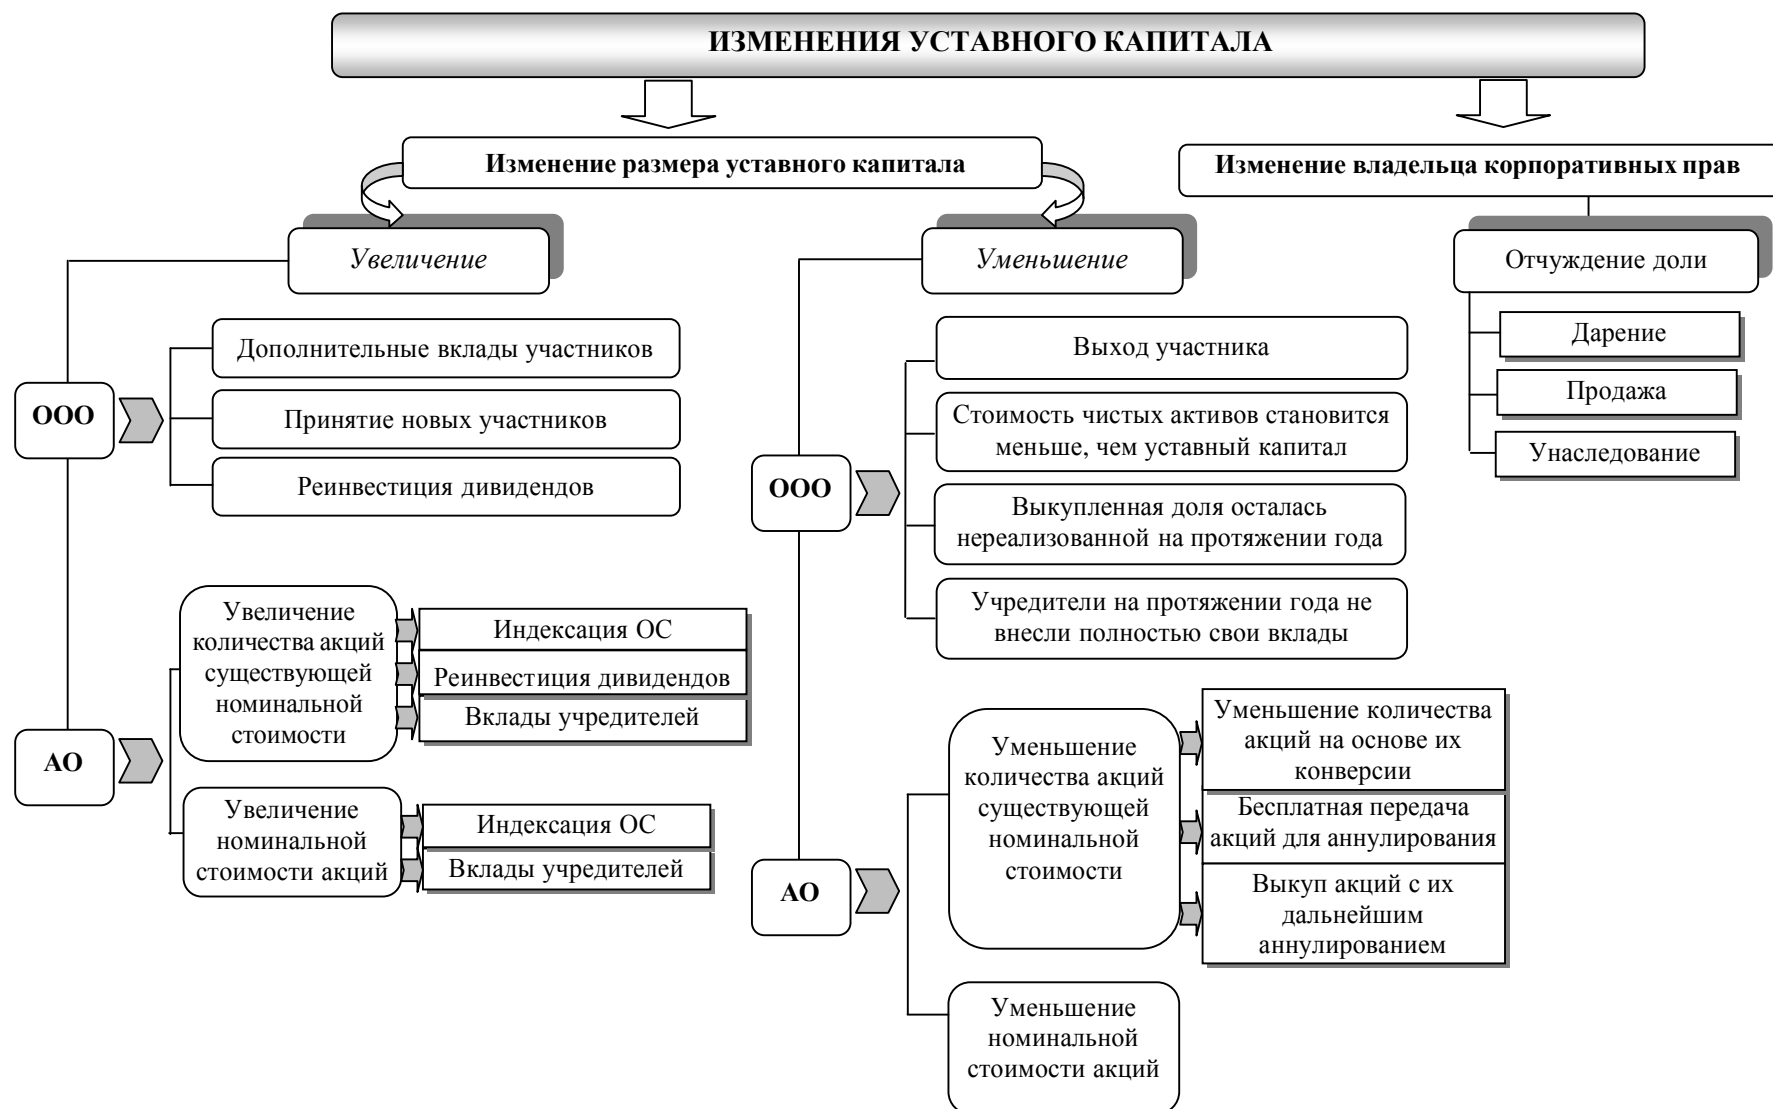 ИЗМЕНЕНИЯ УСТАВНОГО КАПИТАЛА
Изменение размера уставного капитала
Изменение владельца корпоративных прав
Увеличение
ООО
Дополнительные вклады участников
Принятие новых участников
Реинвестиция дивидендов
АО
Увеличение
количества акций
существующей
номинальной
стоимости
Индексация ОС
Реинвестиция дивидендов
Вклады учредителей
Увеличение
номинальной
стоимости акций
Индексация ОС
Вклады учредителей
Уменьшение
ООО
Выход участника
Стоимость чистых активов становится
меньше, чем уставный капитал
Выкупленная доля осталась
нереализованной на протяжении года
Учредители на протяжении года не
внесли полностью свои вклады
АО
Уменьшение
количества акций
существующей
номинальной
стоимости
Уменьшение количества
акций на основе их
конверсии
Бесплатная передача
акций для аннулирования
Выкуп акций с их
дальнейшим
аннулированием
Уменьшение
номинальной
стоимости акций
Отчуждение доли
Дарение
Продажа
Унаследование